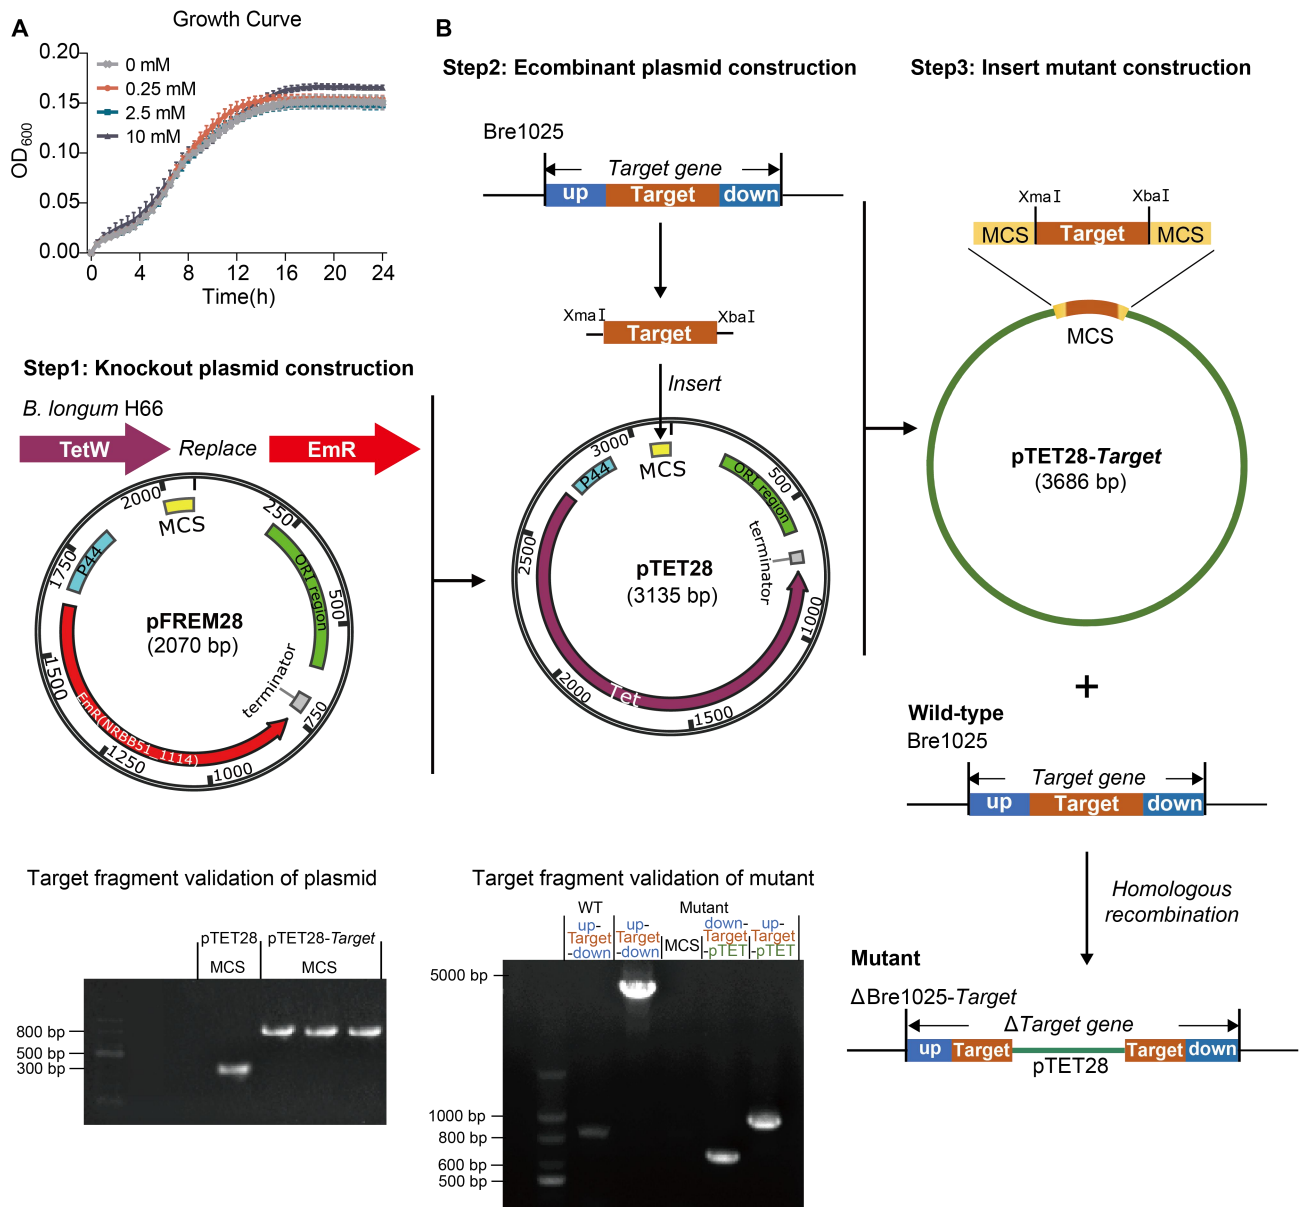 A
Growth Curve
OD600
0.20
0.15
0.10
0.05
0.00
0 mM
0.25 mM
2.5 mM
10 mM
0 4 8 12 16 20 24
Time(h)
B
Step1: Knockout plasmid construction
B. longum H66
TetW
Replace
EmR
2000
250
MCS
P44
1750
ORI region
500
pFREM28
(2070 bp)
1500
terminator
750
EmR(NRBB51_1114)
1250
1000
Step2: Ecombinant plasmid construction
Bre1025
Target gene
up Target down
XmaI XbaI
Target
Insert
3000
MCS
P44
ORI region
500
2500
terminator
pTET28
(3135 bp)
1000
Tet
2000
1500
Step3: Insert mutant construction
XmaI XbaI
MCS Target MCS
MCS
pTET28-Target
(3686 bp)
+
Wild-type
Bre1025
Target gene
up Target down
Homologous
recombination
Mutant
ΔBre1025-Target
ΔTarget gene
up Target Target down
pTET28
Target fragment validation of plasmid
pTET28 pTET28-Target
MCS MCS
800 bp
500 bp
300 bp
Target fragment validation of mutant
WT Mutant
up-Target-down
up-Target-down
MCS
down-Target-pTET
up-Target-pTET
5000 bp
1000 bp
800 bp
600 bp
500 bp